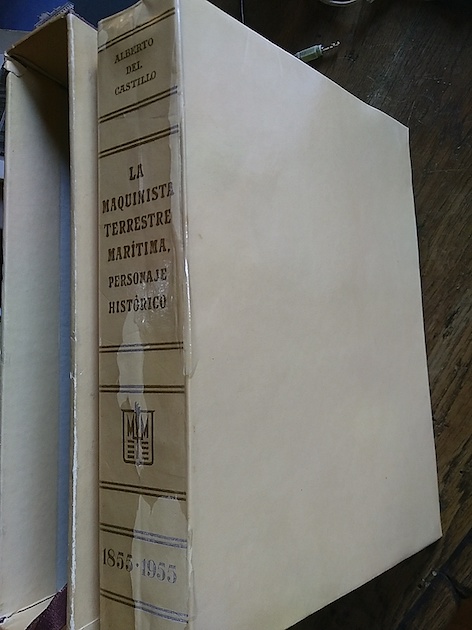 ALBERTO
DEL
CASTILLO
LA
MAQUINISTA
TERRESTRE
MARÍTIMA,
PERSONAJE
HISTÓRICO
1855-1955